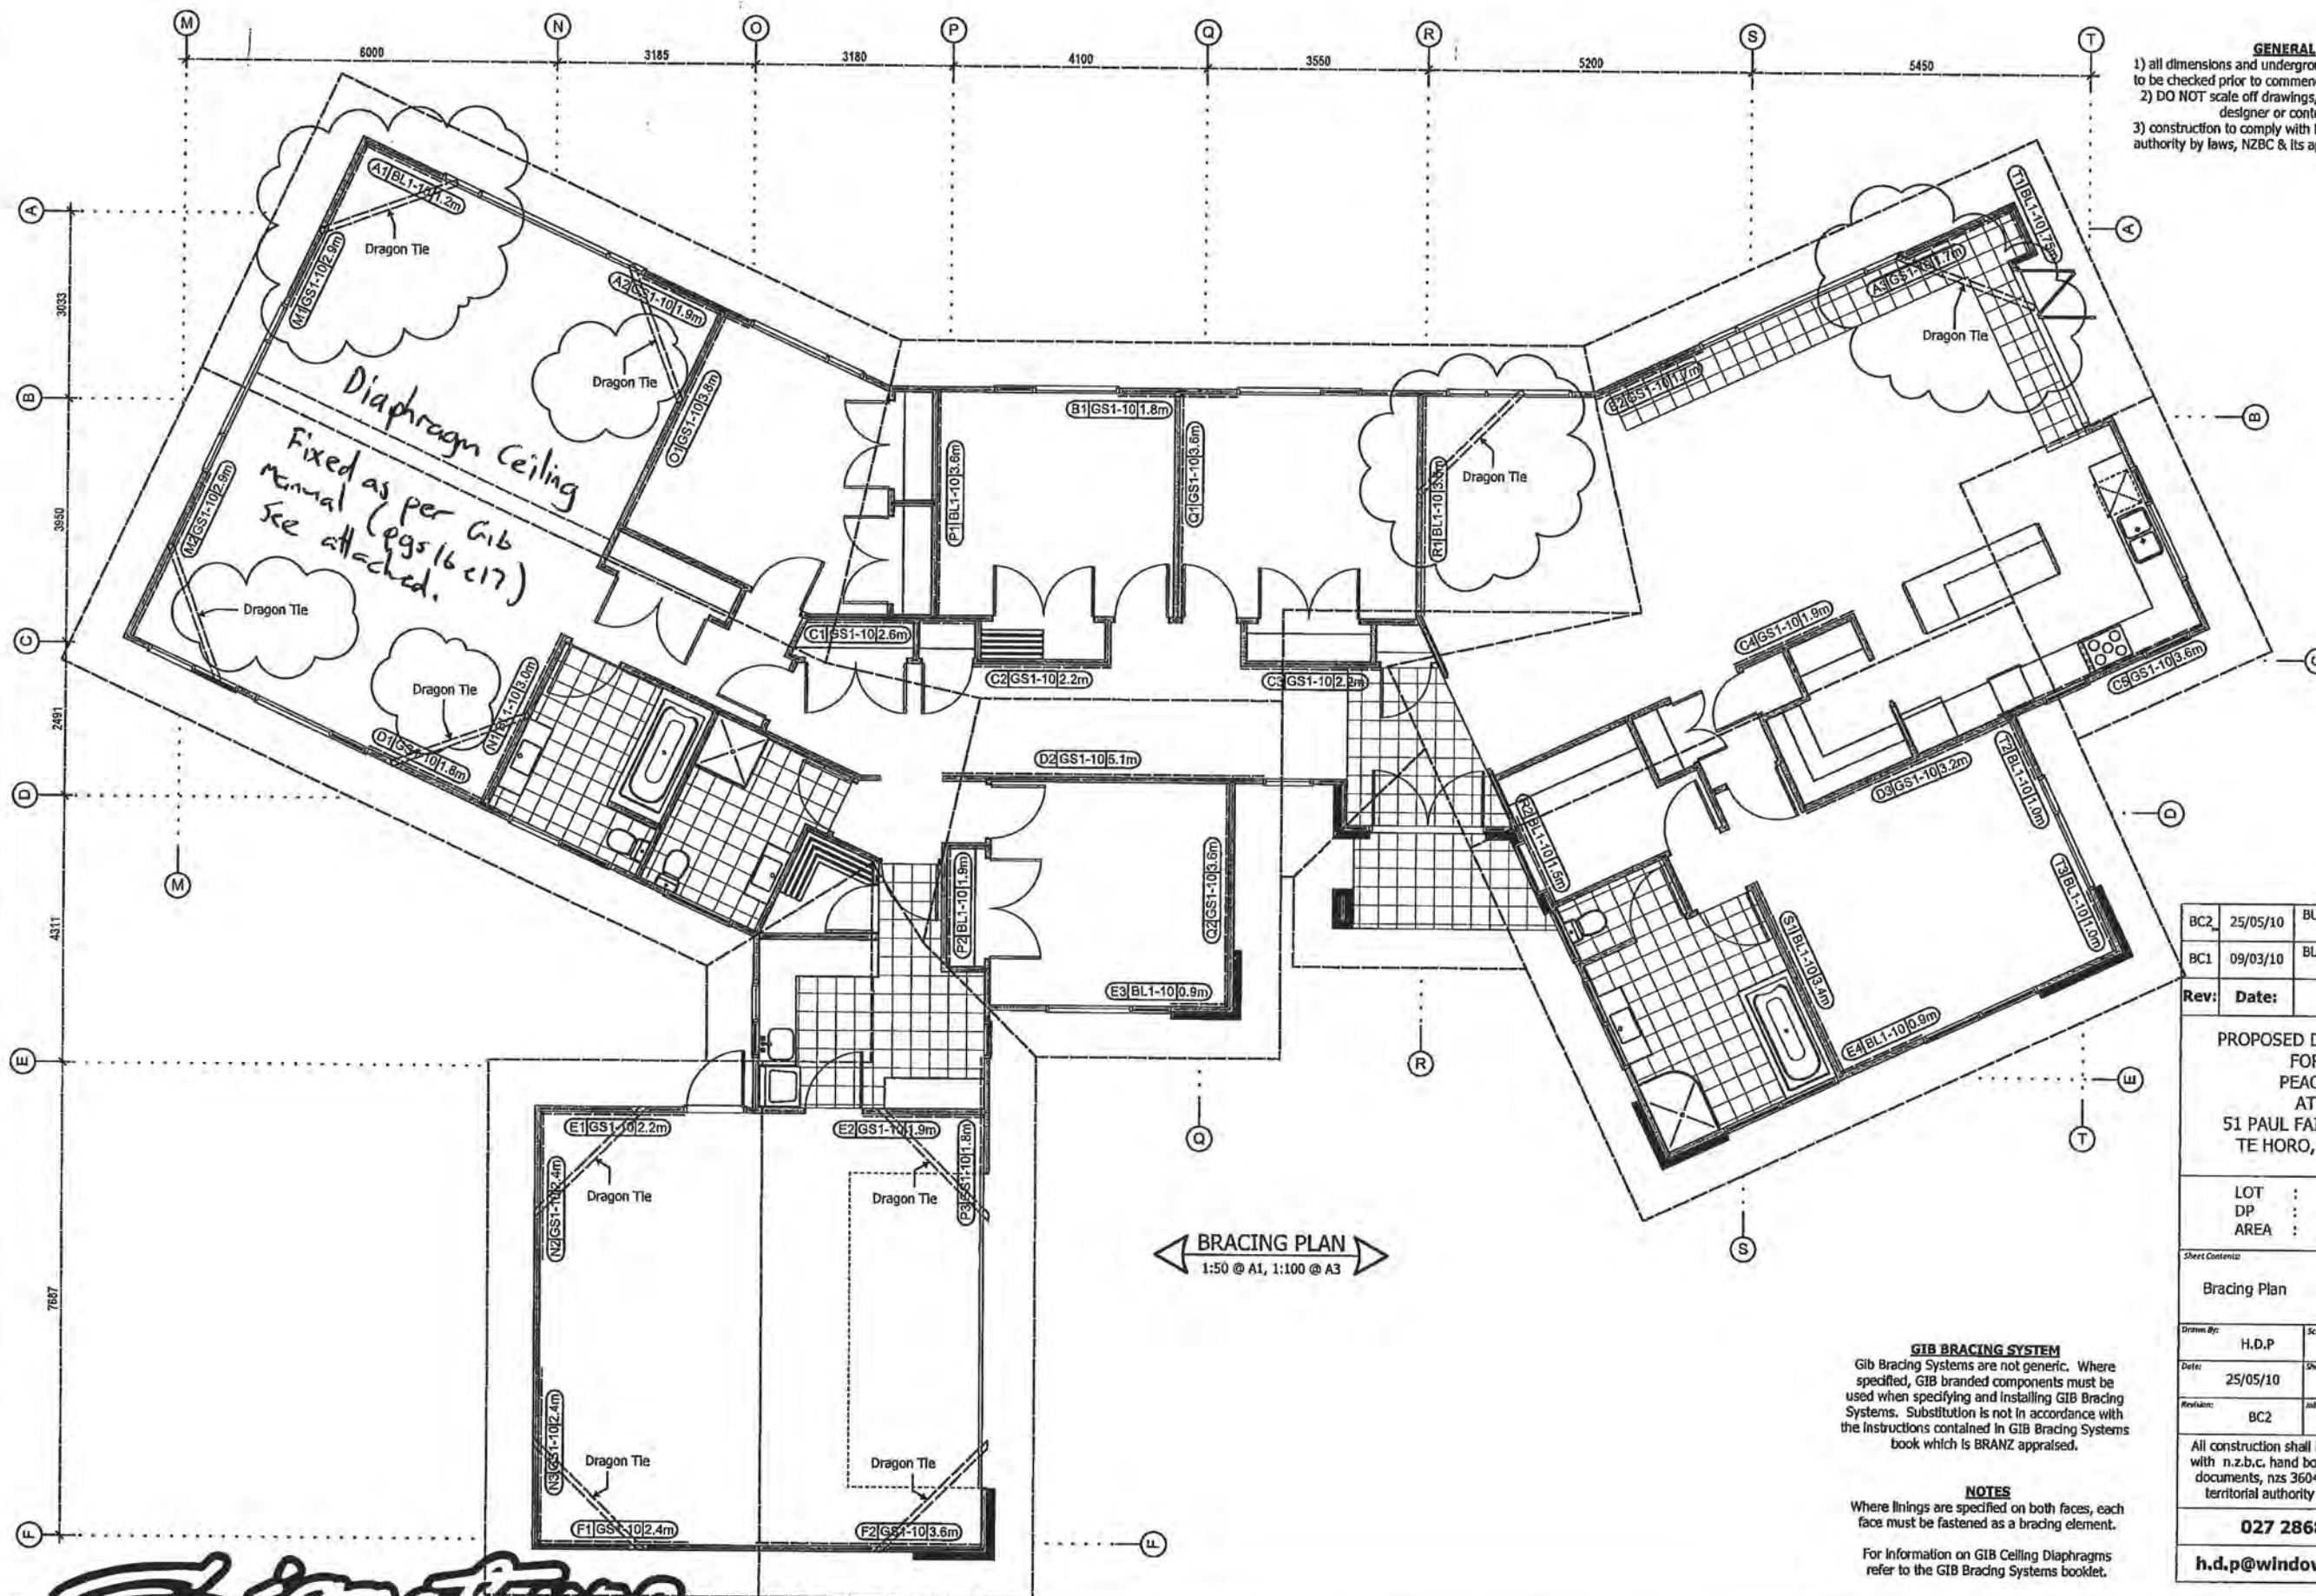 M
N
O
P
Q
R
S
T
6000
3185
3180
4100
3550
5200
5450
GENERAL
1) all dimensions and undergrou
to be checked prior to commen
2) DO NOT scale off drawings,
designer or cont
3) construction to comply with
authority by laws, NZBC & its a
A
B
C
D
E
F
3033
3950
2491
4311
7687
A1 BL1-10 1.2m
Dragon Tie
M1 GS1-10 2.9m
A2 GS1-10 1.9m
Dragon Tie
O1 GS1-10 3.8m
Diaphragm Ceiling
Fixed as per Gib
Manual (pgs 16 &17)
See attached.
M2 GS1-10 2.9m
Dragon Tie
Dragon Tie
N1 BL1-10 3.0m
D1 GS1-10 1.8m
P1 BL1-10 3.6m
B1 GS1-10 1.8m
Q1 GS1-10 3.6m
R1 BL1-10
Dragon Tie
B2 GS1-10 1.7m
A3 GS1-10 1.7m
T1 BL1-10
Dragon Tie
A
B
C1 GS1-10 2.6m
C2 GS1-10 2.2m
C3 GS1-10 2.2m
C4 GS1-10 1.9m
C5 GS1-10 3.6m
D2 GS1-10 5.1m
D3 GS1-10 3.2m
T2 BL1-10 1.0m
T3 BL1-10 1.0m
D
R2 BL1-10 1.5m
P2 BL1-10 1.9m
Q2 GS1-10 3.6m
E3 BL1-10 0.9m
S1 BL1-10 3.4m
E4 BL1-10 0.9m
M
R
Q
S
T
E
E1 GS1-10 2.2m
E2 GS1-10 1.9m
N2 GS1-10 2.4m
P3 GS1-10 1.8m
Dragon Tie
Dragon Tie
N3 GS1-10 2.4m
Dragon Tie
Dragon Tie
F1 GS1-10 2.4m
F2 GS1-10 3.6m
F
BRACING PLAN
1:50 @ A1, 1:100 @ A3
GIB BRACING SYSTEM
Gib Bracing Systems are not generic. Where
specified, GIB branded components must be
used when specifying and installing GIB Bracing
Systems. Substitution is not in accordance with
the instructions contained in GIB Bracing Systems
book which is BRANZ appraised.
NOTES
Where linings are specified on both faces, each
face must be fastened as a bracing element.
For Information on GIB Ceiling Diaphragms
refer to the GIB Bracing Systems booklet.
BC2 25/05/10 BU
BC1 09/03/10
Rev: Date:
PROPOSED D
FOR
PEAC
AT
51 PAUL FA
TE HORO,
LOT :
DP :
AREA :
Sheet Contents:
Bracing Plan
Drawn By:
H.D.P
Date:
25/05/10
Revision:
BC2
All construction shall
with n.z.b.c. hand bo
documents, nzs 3604
territorial authority
027 286
h.d.p@window